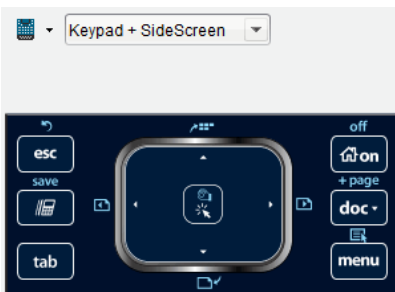 Keypad + SideScreen
off
esc
on
save
+ page
doc
tab
menu